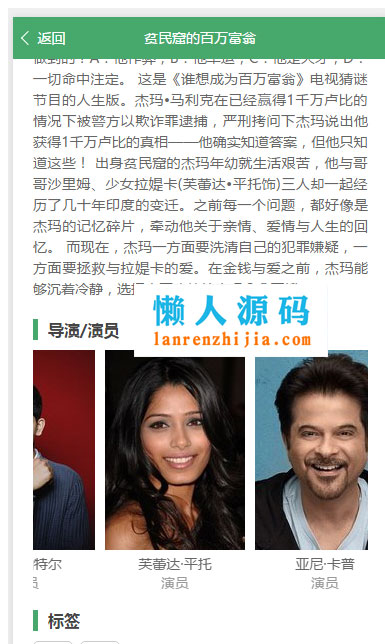 返回
贫民窟的百万富翁
做到的？A：他作弊；B：他幸运；C：他是天才；D：
一切命中注定。 这是《谁想成为百万富翁》电视猜谜
节目的人生版。杰玛•马利克在已经赢得1千万卢比的
情况下被警方以欺诈罪逮捕，严刑拷问下杰玛说出他
获得1千万卢比的真相——他确实知道答案，但他只知
道这些！ 出身贫民窟的杰玛年幼就生活艰苦，他与哥
哥沙里姆、少女拉媞卡(芙蕾达•平托饰)三人却一起经
历了几十年印度的变迁。之前每一个问题，都好像是
杰玛的记忆碎片，牵动他关于亲情、爱情与人生的回
忆。 而现在，杰玛一方面要洗清自己的犯罪嫌疑，一
方面要拯救与拉媞卡的爱。在金钱与爱之前，杰玛能
够沉着冷静，选
懒人源码
lanrenzhijia.com
导演/演员
特尔
芙蕾达·平托
亚尼·卡普
员
演员
演员
标签